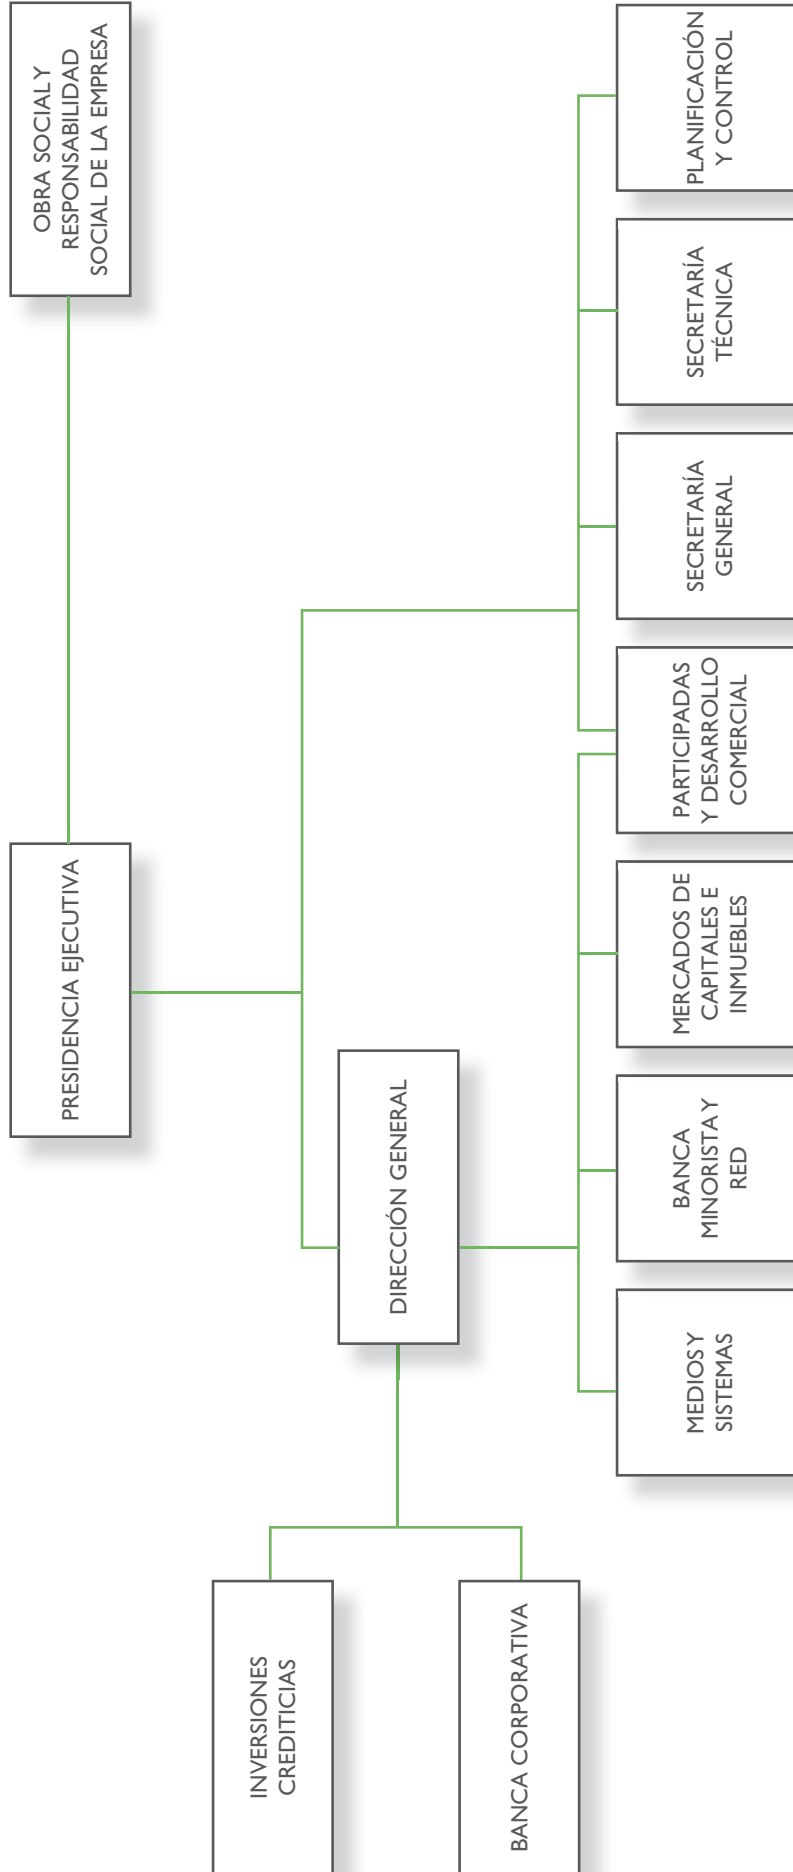 OBRA SOCIAL Y
RESPONSABILIDAD
SOCIAL DE LA EMPRESA
PRESIDENCIA EJECUTIVA
DIRECCIÓN GENERAL
INVERSIONES
CREDITICIAS
BANCA CORPORATIVA
MEDIOS Y
SISTEMAS
BANCA
MINORISTA Y
RED
MERCADOS DE
CAPITALES E
INMUEBLES
PARTICIPADAS
Y DESARROLLO
COMERCIAL
SECRETARÍA
GENERAL
SECRETARÍA
TÉCNICA
PLANIFICACIÓN
Y CONTROL